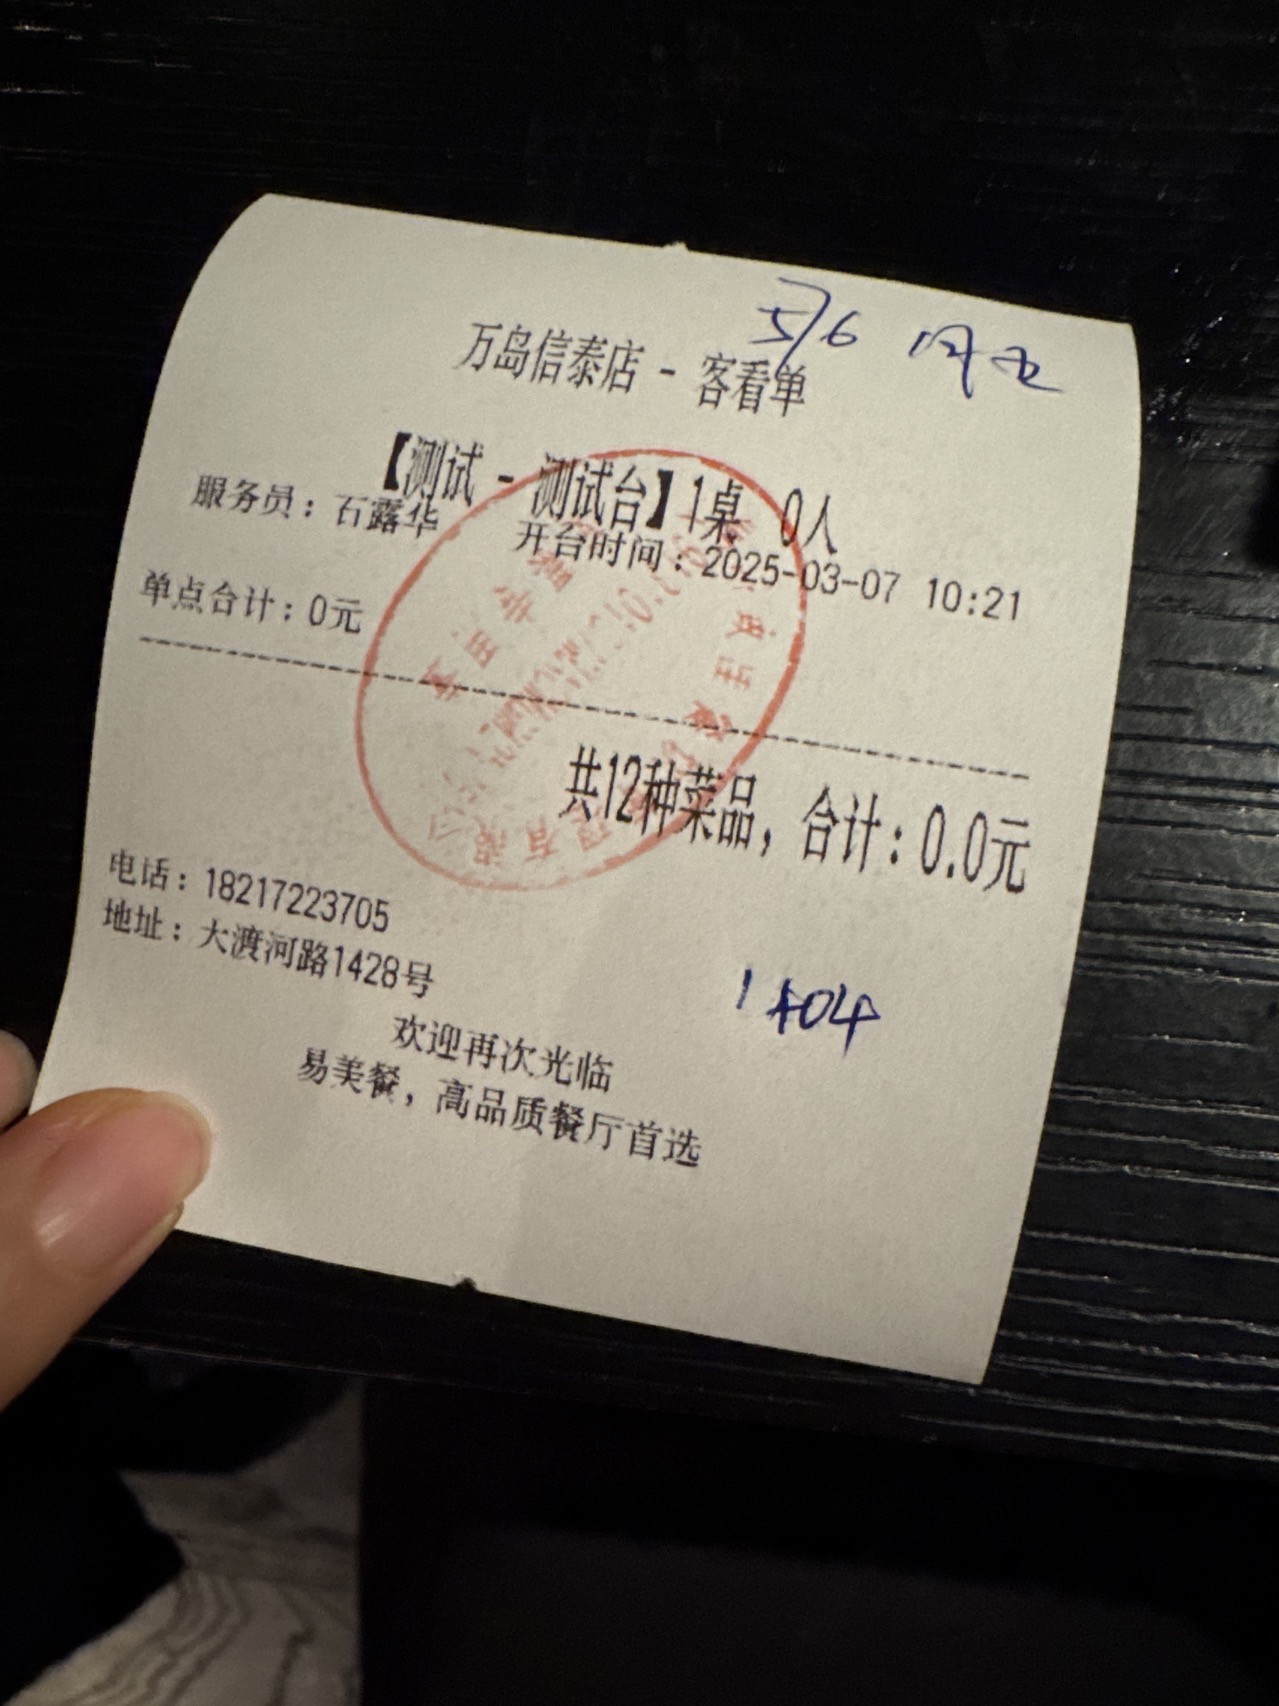 5/6
万岛信泰店 - 客看单
【测试 - 测试台】1桌 0人
服务员：石露华 开台时间：2025-03-07 10:21
单点合计：0元
共12种菜品，合计：0.0元
电话：18217223705
地址：大渡河路1428号
1404
欢迎再次光临
易美餐，高品质餐厅首选